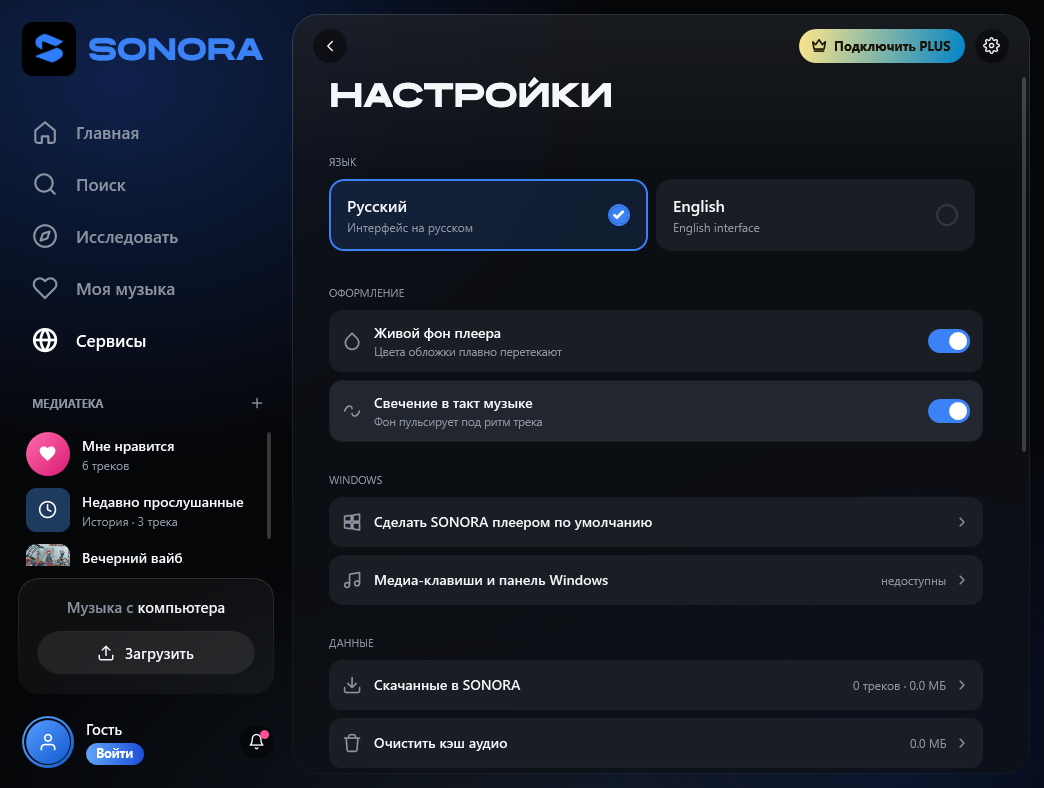 SONORA
Главная
Поиск
Исследовать
Моя музыка
Сервисы
МЕДИАТЕКА
Мне нравится
6 треков
Недавно прослушанные
История · 3 трека
Вечерний вайб
Музыка с компьютера
Загрузить
Гость
Войти
Подключить PLUS
НАСТРОЙКИ
ЯЗЫК
Русский
Интерфейс на русском
English
English interface
ОФОРМЛЕНИЕ
Живой фон плеера
Цвета обложки плавно перетекают
Свечение в такт музыке
Фон пульсирует под ритм трека
WINDOWS
Сделать SONORA плеером по умолчанию
Медиа-клавиши и панель Windows
недоступны
ДАННЫЕ
Скачанные в SONORA
0 треков · 0.0 МБ
Очистить кэш аудио
0.0 МБ